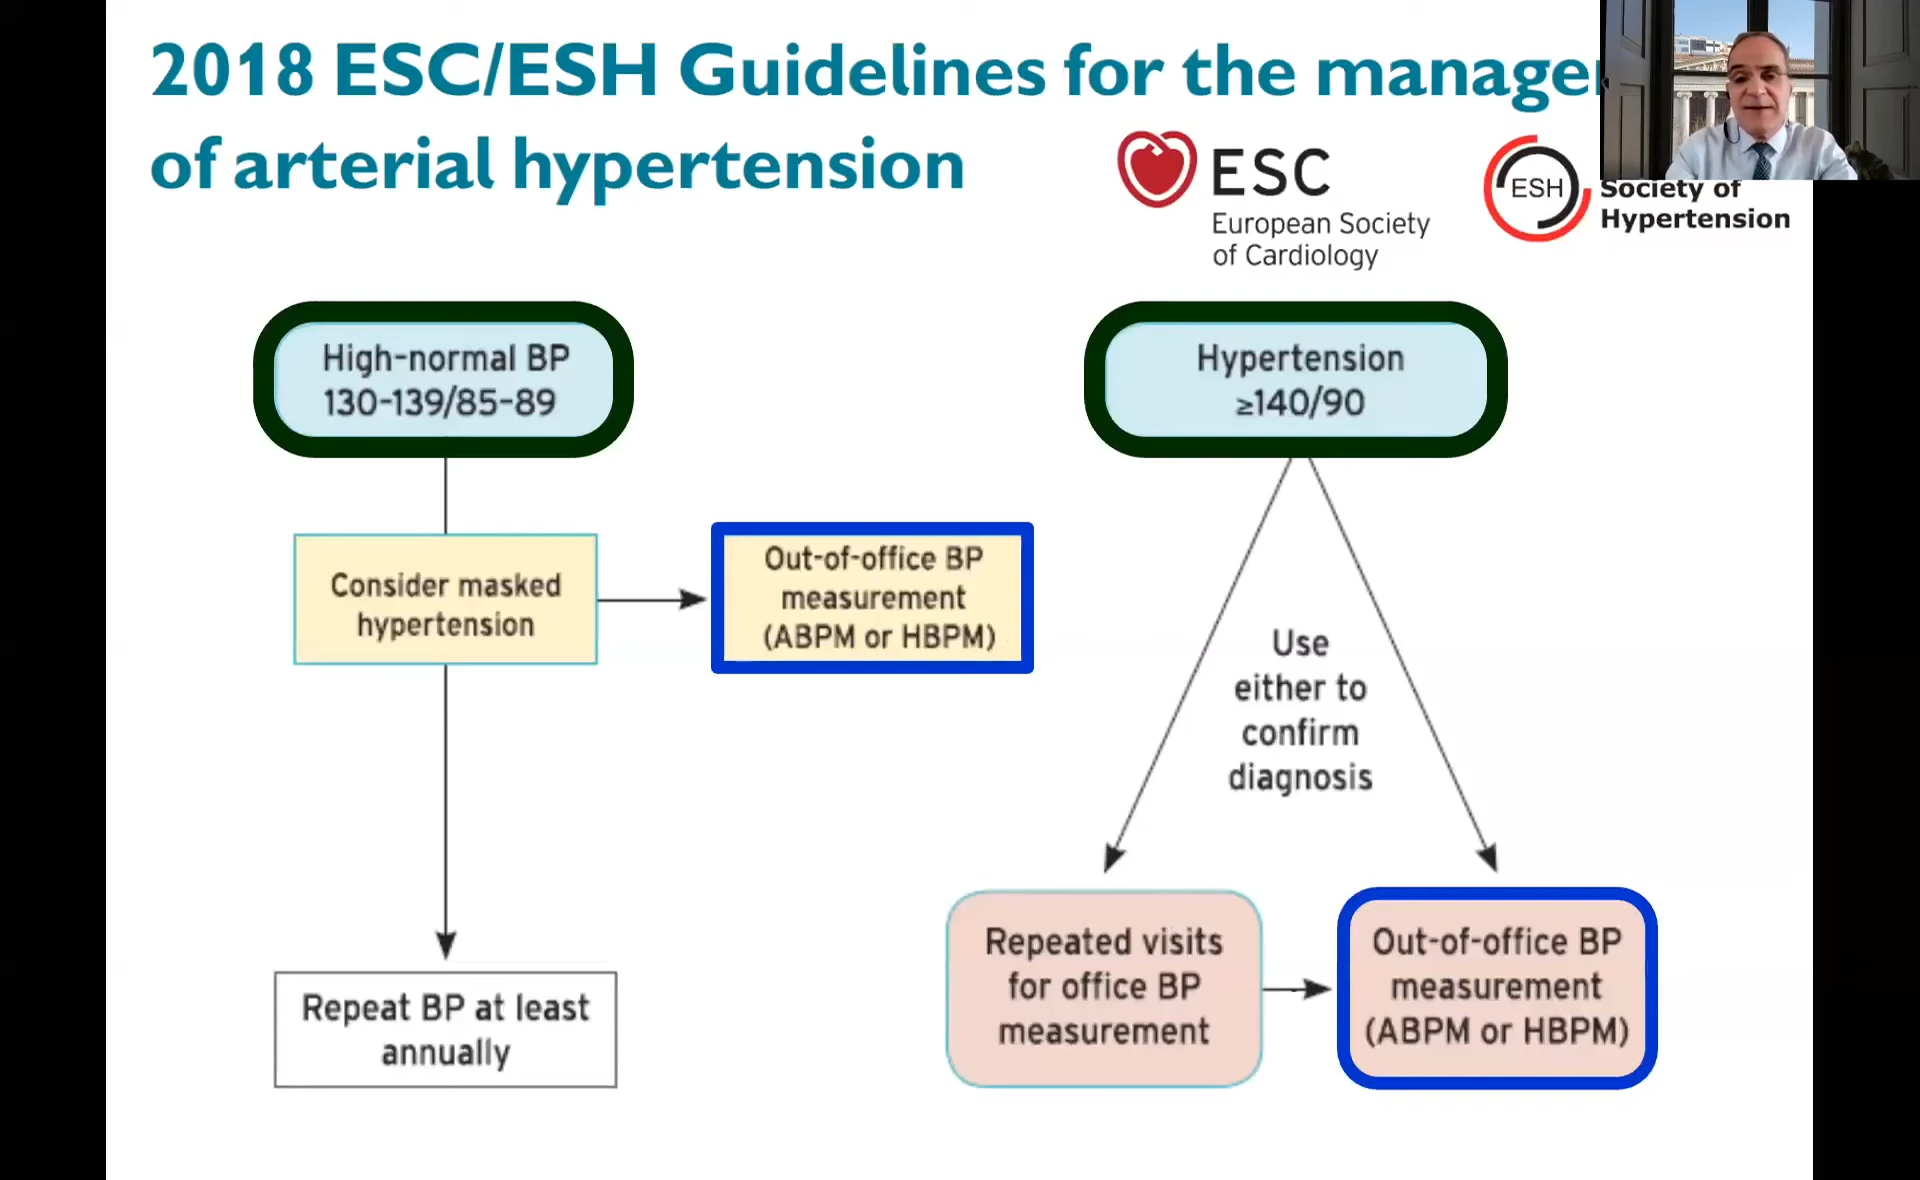 2018 ESC/ESH Guidelines for the manage
of arterial hypertension
ESC
European Society
of Cardiology
ESH
Society of
Hypertension
High-normal BP
130-139/85-89
Hypertension
≥140/90
Consider masked
hypertension
Out-of-office BP
measurement
(ABPM or HBPM)
Use
either to
confirm
diagnosis
Repeat BP at least
annually
Repeated visits
for office BP
measurement
Out-of-office BP
measurement
(ABPM or HBPM)